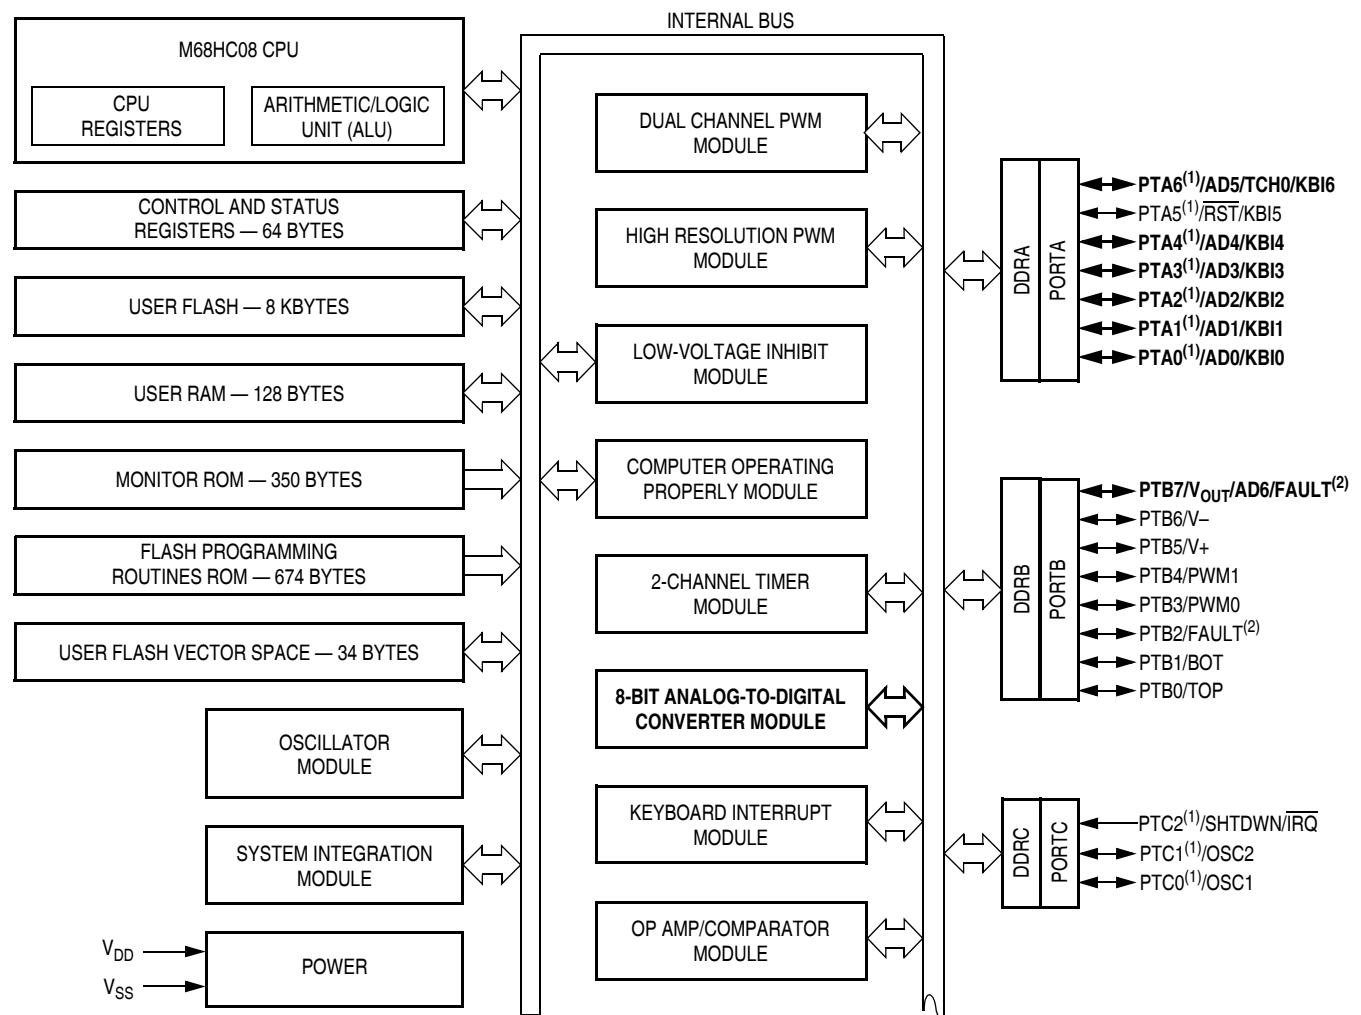 INTERNAL BUS
M68HC08 CPU
CPU
REGISTERS
ARITHMETIC/LOGIC
UNIT (ALU)
CONTROL AND STATUS
REGISTERS — 64 BYTES
USER FLASH — 8 KBYTES
USER RAM — 128 BYTES
MONITOR ROM — 350 BYTES
FLASH PROGRAMMING
ROUTINES ROM — 674 BYTES
USER FLASH VECTOR SPACE — 34 BYTES
OSCILLATOR
MODULE
SYSTEM INTEGRATION
MODULE
VDD
VSS
POWER
DUAL CHANNEL PWM
MODULE
HIGH RESOLUTION PWM
MODULE
LOW-VOLTAGE INHIBIT
MODULE
COMPUTER OPERATING
PROPERLY MODULE
2-CHANNEL TIMER
MODULE
8-BIT ANALOG-TO-DIGITAL
CONVERTER MODULE
KEYBOARD INTERRUPT
MODULE
OP AMP/COMPARATOR
MODULE
DDRA
PORTA
PTA6(1)/AD5/TCH0/KBI6
PTA5(1)/RST/KBI5
PTA4(1)/AD4/KBI4
PTA3(1)/AD3/KBI3
PTA2(1)/AD2/KBI2
PTA1(1)/AD1/KBI1
PTA0(1)/AD0/KBI0
DDRB
PORTB
PTB7/VOUT/AD6/FAULT(2)
PTB6/V–
PTB5/V+
PTB4/PWM1
PTB3/PWM0
PTB2/FAULT(2)
PTB1/BOT
PTB0/TOP
DDRC
PORTC
PTC2(1)/SHTDWN/IRQ
PTC1(1)/OSC2
PTC0(1)/OSC1